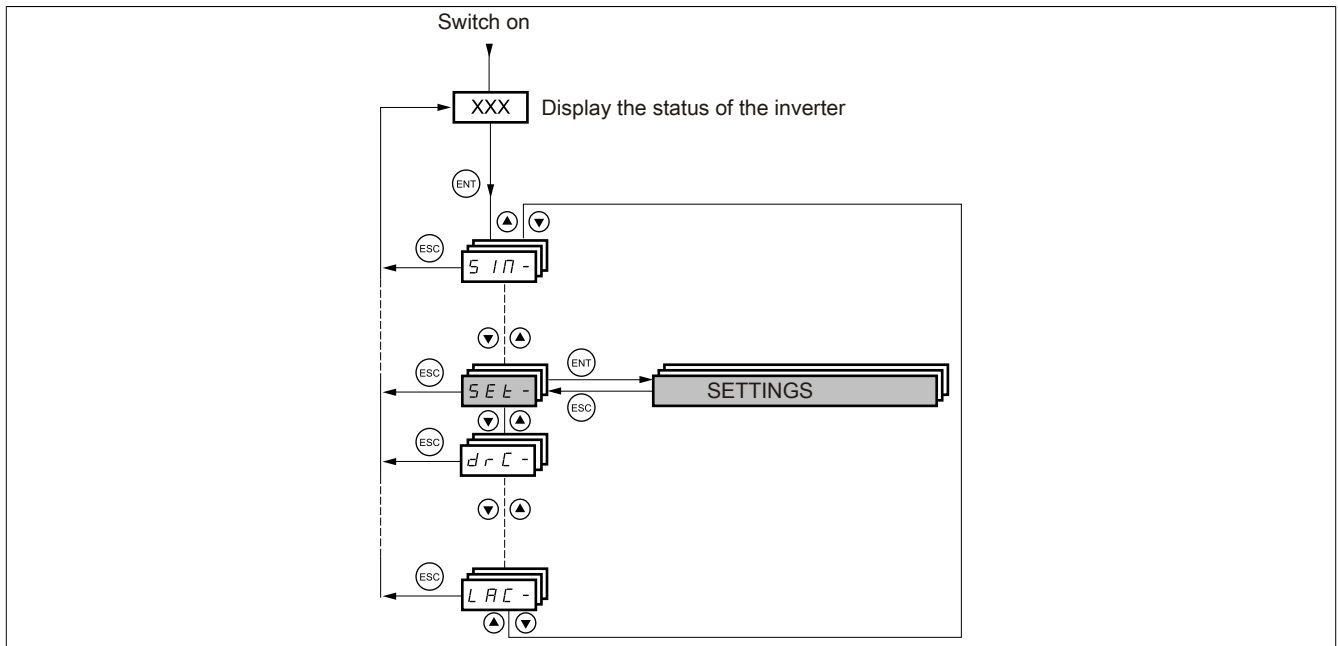 Switch on
XXX Display the status of the inverter
ENT
ESC
SIM-
ENT
ESC
SEt- SETTINGS
ESC
ESC
drC-
ESC
LAC-